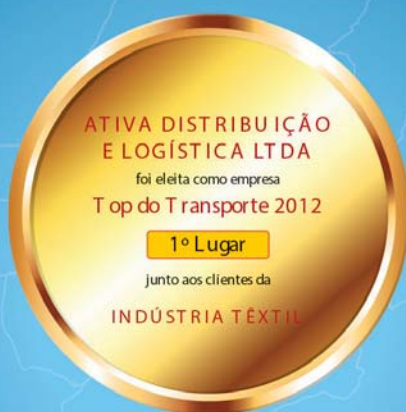 ATIVA DISTRIBUIÇÃO
E LOGÍSTICA LTDA
foi eleita como empresa
Top do Transporte 2012
1º Lugar
junto aos clientes da
INDÚSTRIA TÊXTIL